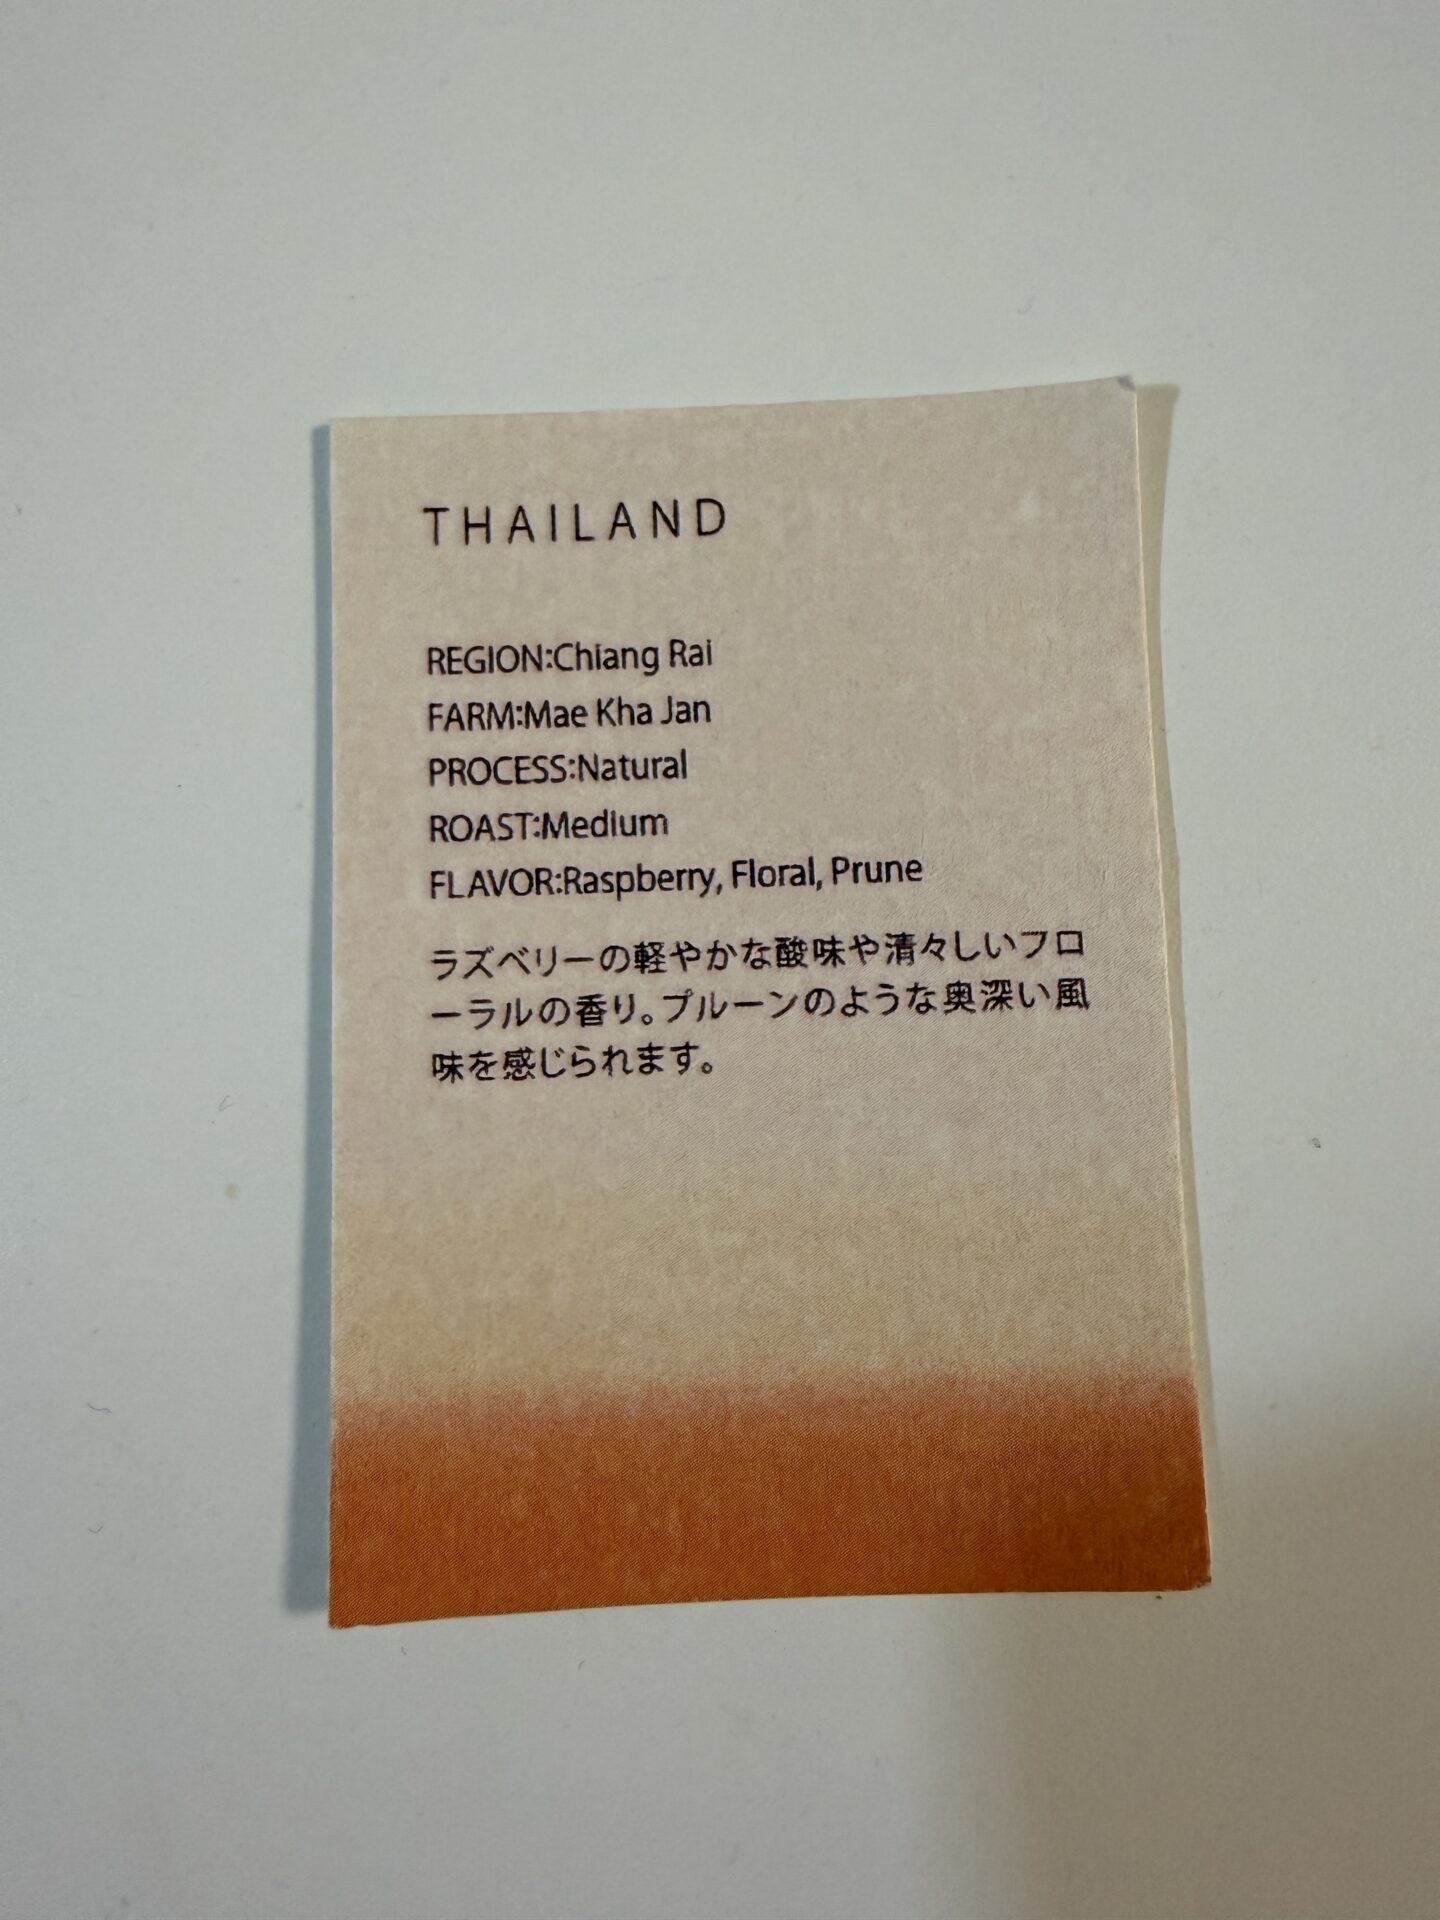 THAILAND
REGION:Chiang Rai
FARM:Mae Kha Jan
PROCESS:Natural
ROAST:Medium
FLAVOR:Raspberry, Floral, Prune
ラズベリーの軽やかな酸味や清々しいフロ
ーラルの香り。プルーンのような奥深い風
味を感じられます。